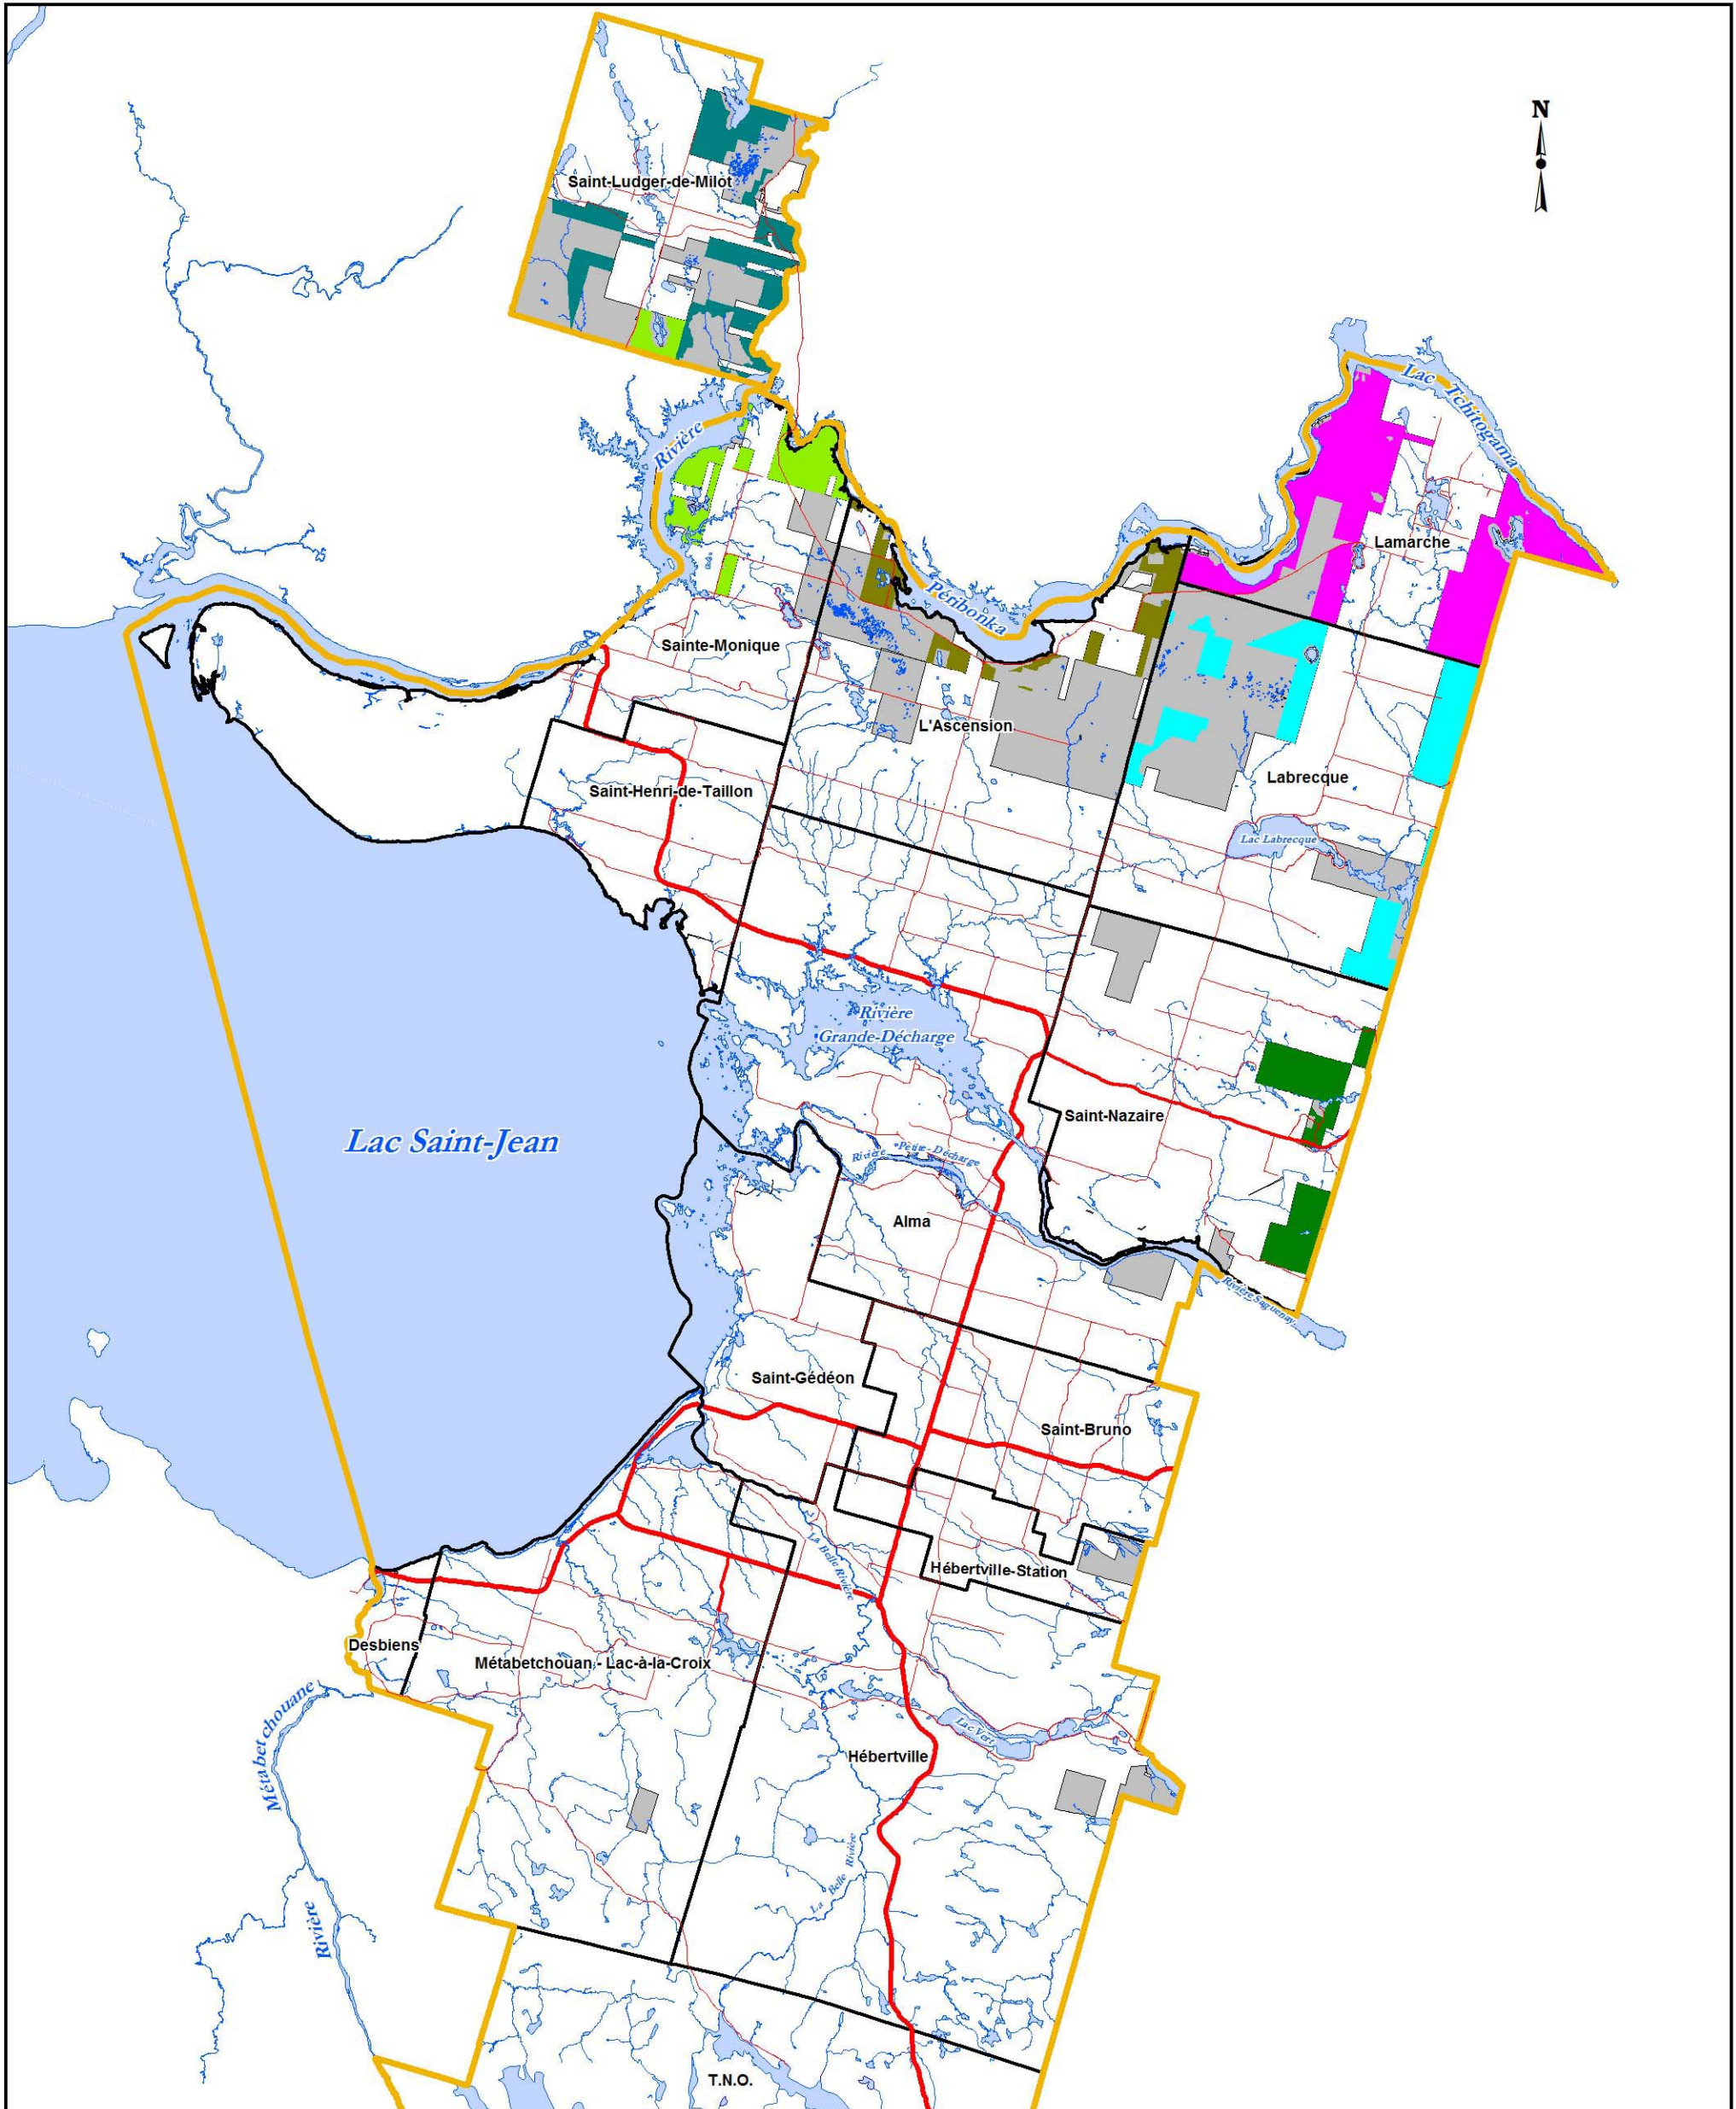 N
Saint-Ludger-de-Milot
Lac Tchitogama
Rivière
Lamarche
Péribonka
Sainte-Monique
L'Ascension
Labrecque
Saint-Henri-de-Taillon
Lac Labrecque
Rivière
Grande-Décharge
Saint-Nazaire
Lac Saint-Jean
Rivière Petite-Décharge
Alma
Rivière Saguenay
Saint-Gédéon
Saint-Bruno
La Belle Rivière
Hébertville-Station
Desbiens
Métabetchouan - Lac-à-la-Croix
Métabetchouane
Lac Vert
Hébertville
La Belle Rivière
Rivière
T.N.O.